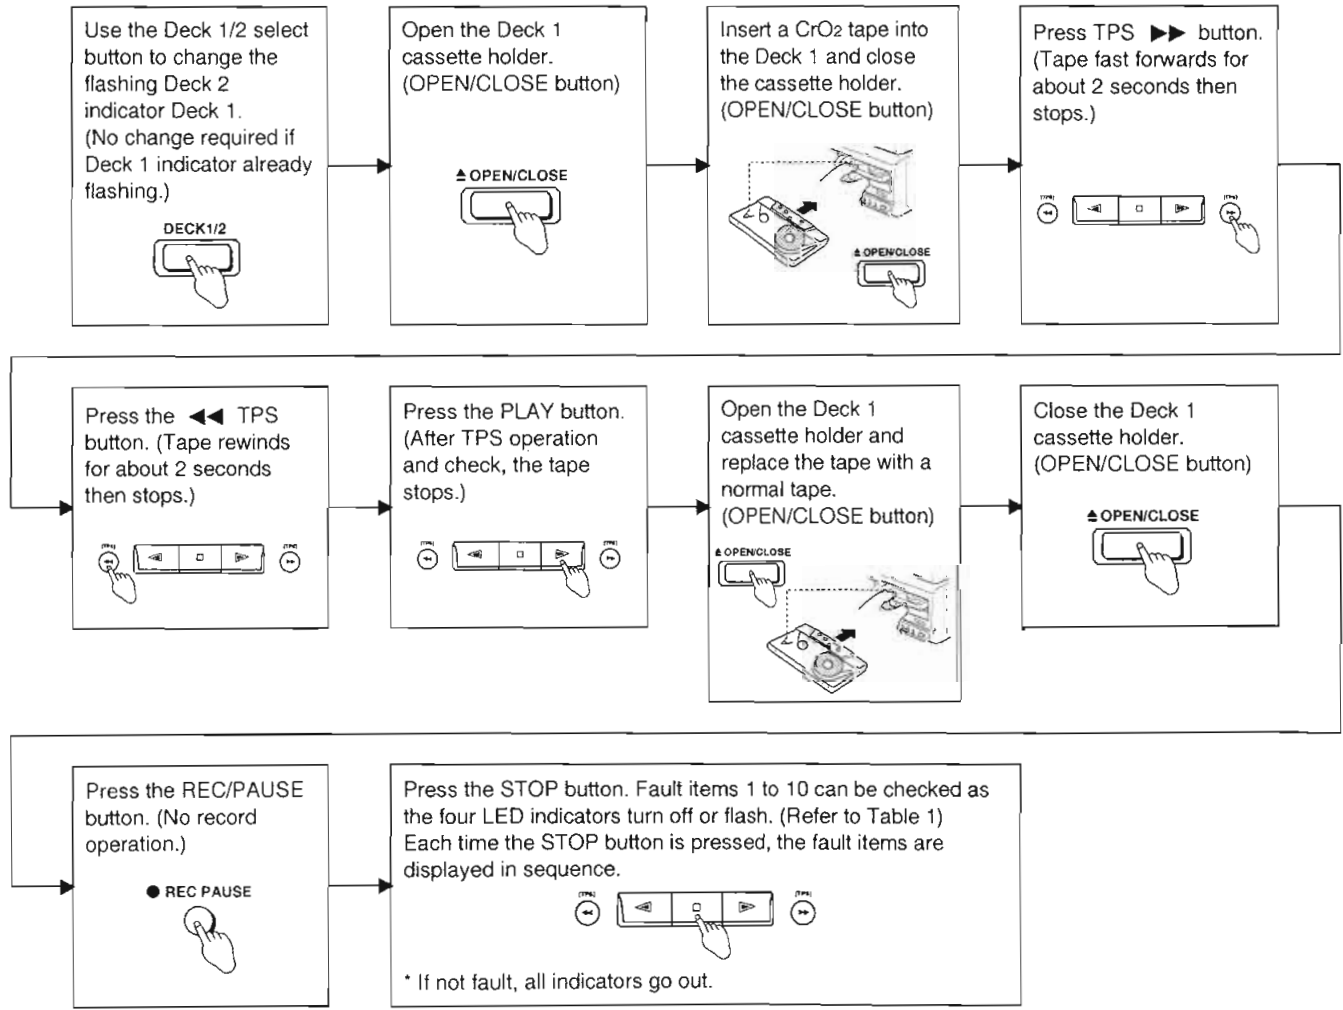 Use the Deck 1/2 select
button to change the
flashing Deck 2
indicator Deck 1.
(No change required if
Deck 1 indicator already
flashing.)
DECK1/2
Open the Deck 1
cassette holder.
(OPEN/CLOSE button)
≜ OPEN/CLOSE
Insert a CrO2 tape into
the Deck 1 and close
the cassette holder.
(OPEN/CLOSE button)
≜ OPEN/CLOSE
Press TPS ▶▶ button.
(Tape fast forwards for
about 2 seconds then
stops.)
[TPS]
[TPS]
Press the ◀◀ TPS
button. (Tape rewinds
for about 2 seconds
then stops.)
[TPS]
[TPS]
Press the PLAY button.
(After TPS operation
and check, the tape
stops.)
[TPS]
[TPS]
Open the Deck 1
cassette holder and
replace the tape with a
normal tape.
(OPEN/CLOSE button)
≜ OPEN/CLOSE
Close the Deck 1
cassette holder.
(OPEN/CLOSE button)
≜ OPEN/CLOSE
Press the REC/PAUSE
button. (No record
operation.)
● REC PAUSE
Press the STOP button. Fault items 1 to 10 can be checked as
the four LED indicators turn off or flash. (Refer to Table 1)
Each time the STOP button is pressed, the fault items are
displayed in sequence.
[TPS]
[TPS]
* If not fault, all indicators go out.